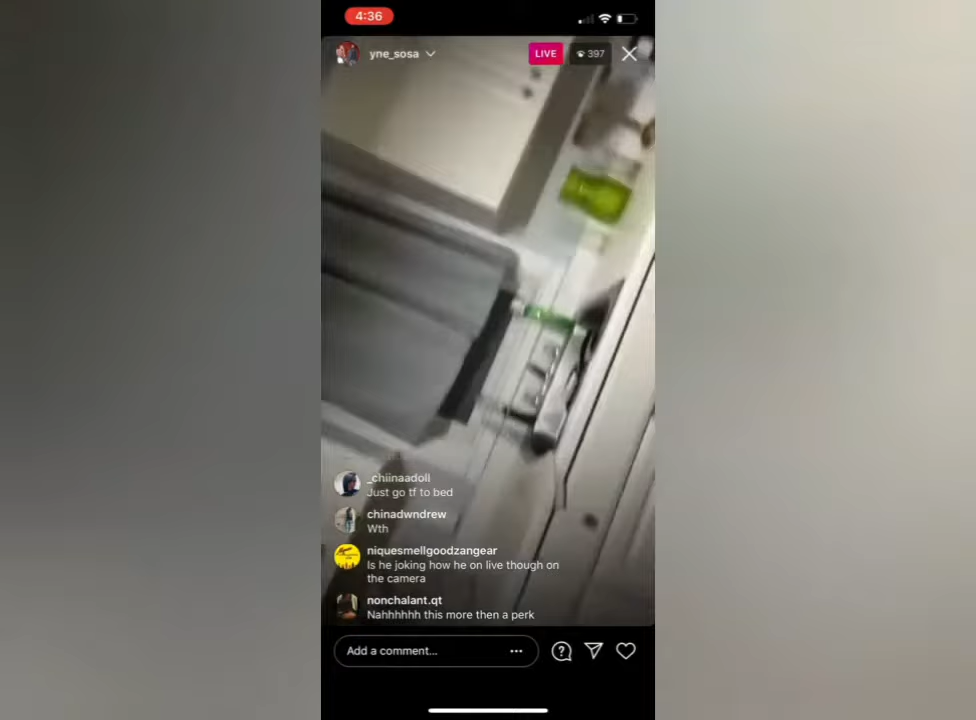 4:36
yne_sosa
LIVE
397
_chiinaadoll
Just go tf to bed
chinadwndrew
Wth
niquesmellgoodzangear
Is he joking how he on live though on
the camera
nonchalant.qt
Nahhhhhh this more then a perk
Add a comment...